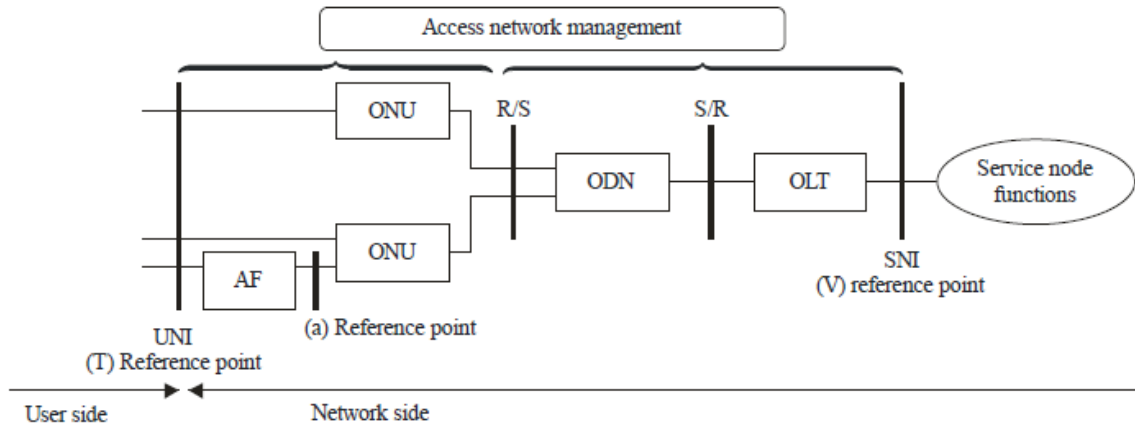 Access network management
ONU
R/S
S/R
ODN
OLT
Service node
functions
ONU
AF
SNI
(V) reference point
(a) Reference point
UNI
(T) Reference point
User side
Network side